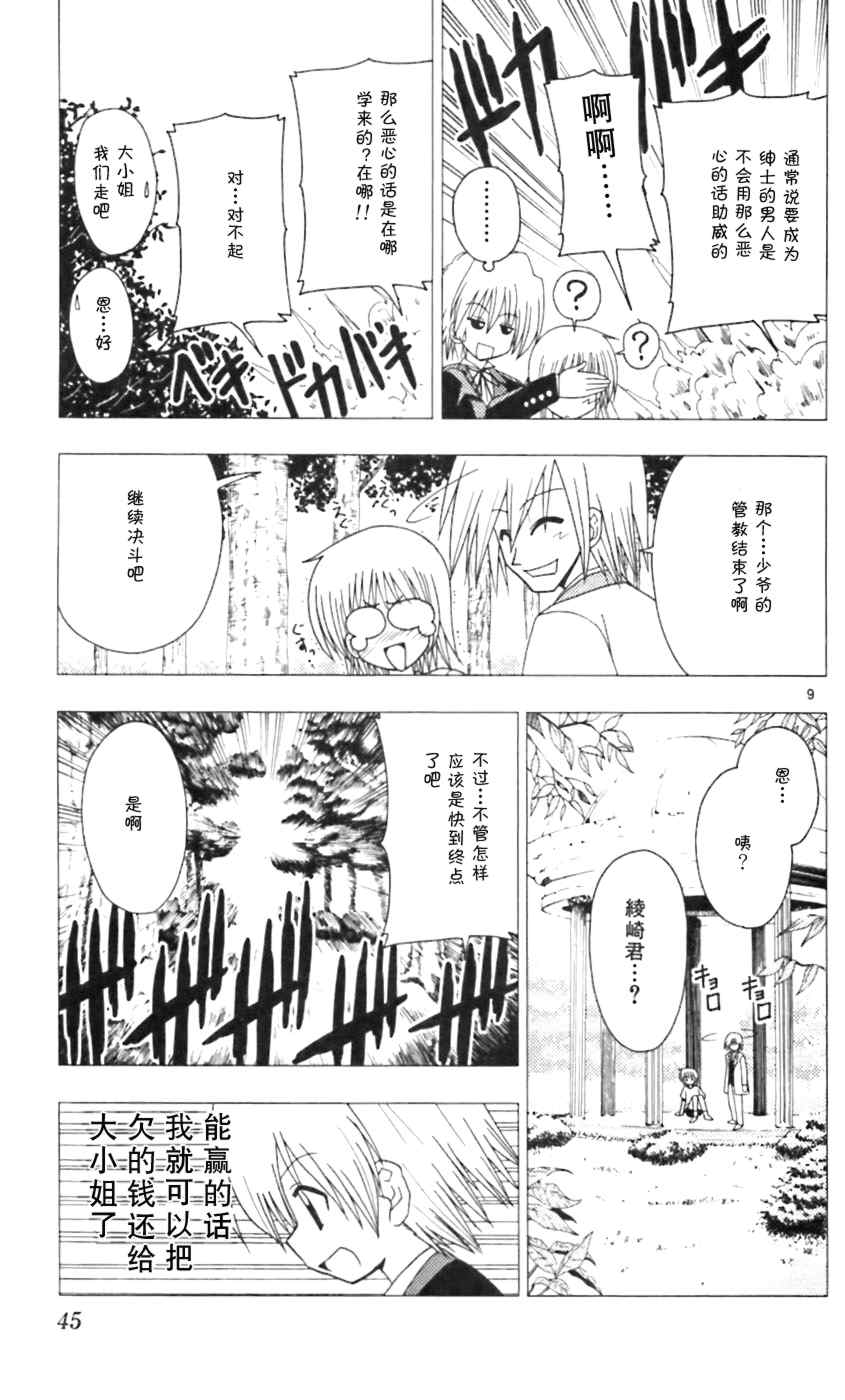 通常说要成为
绅士的男人是
不会用那么恶
心的话助威的
啊
啊……
………
？
？
ドカ
バキ
那么恶心的话是在哪
学来的？在哪!!
对…对不起
大小姐
我们走吧
恩…好
ドカバキ
ベキ
那个…少爷的
管教结束了啊
继续决斗吧
9
恩…
咦？
綾崎君…？
キョロ
キョロ
不过…不管怎样
应该是快到终点
了吧
是啊
能赢的话
我就可以把
欠的钱还给
大小姐了
45